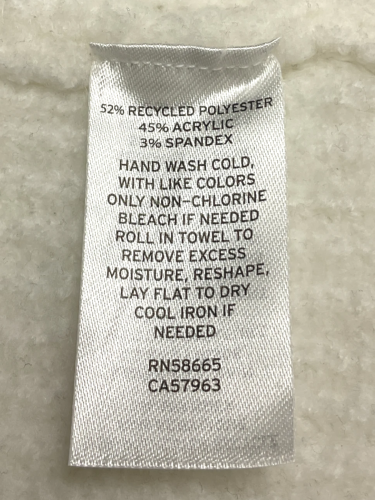 52% RECYCLED POLYESTER
45% ACRYLIC
3% SPANDEX
HAND WASH COLD,
WITH LIKE COLORS
ONLY NON-CHLORINE
BLEACH IF NEEDED
ROLL IN TOWEL TO
REMOVE EXCESS
MOISTURE, RESHAPE,
LAY FLAT TO DRY
COOL IRON IF
NEEDED
RN58665
CA57963